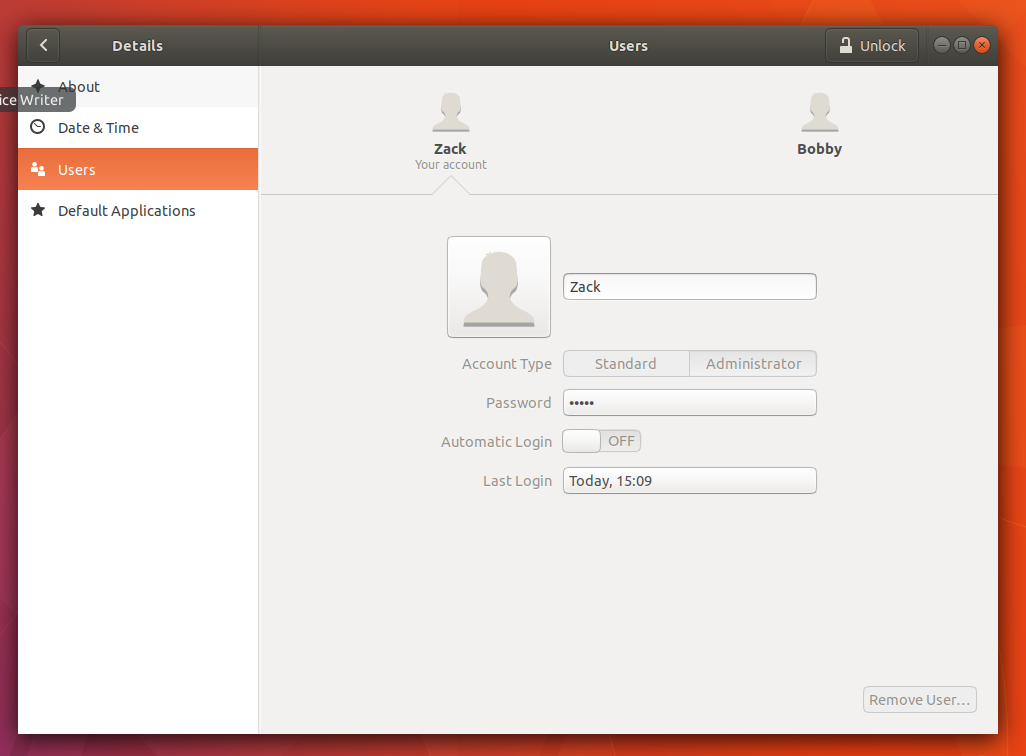 Details
Users
Unlock
About
ice Writer
Date & Time
Users
Default Applications
Zack
Your account
Bobby
Zack
Account Type
Standard
Administrator
Password
•••••
Automatic Login
OFF
Last Login
Today, 15:09
Remove User...